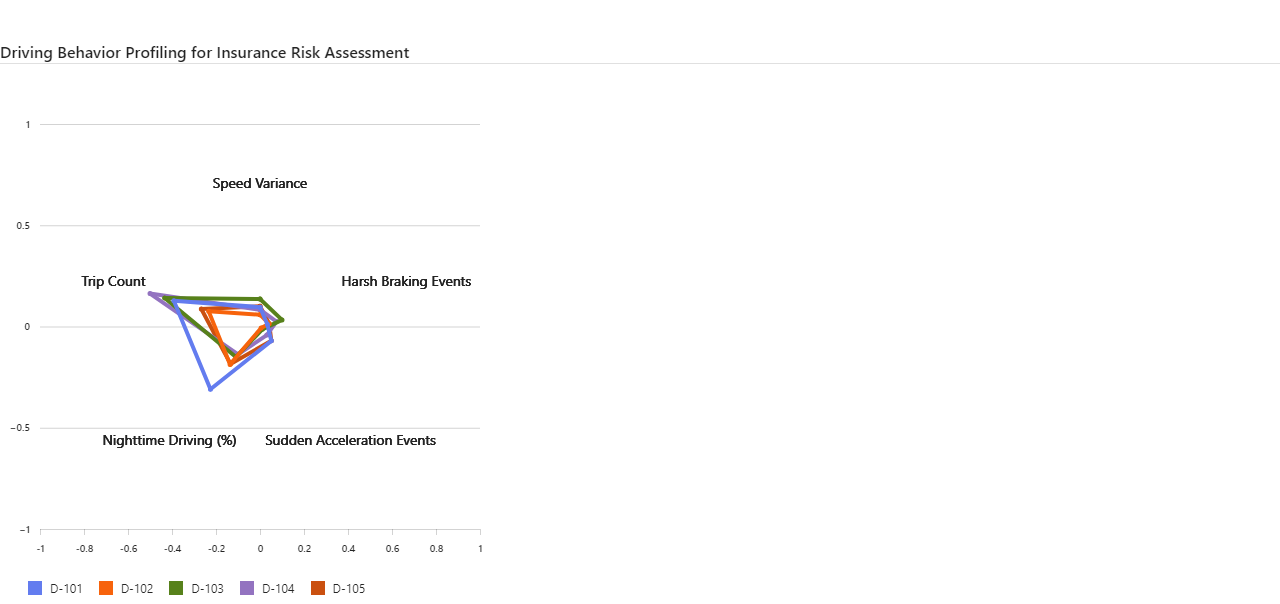 Driving Behavior Profiling for Insurance Risk Assessment
1
Speed Variance
0.5
Trip Count
Harsh Braking Events
0
−0.5
Nighttime Driving (%)
Sudden Acceleration Events
−1
-1 -0.8 -0.6 -0.4 -0.2 0 0.2 0.4 0.6 0.8 1
D-101 D-102 D-103 D-104 D-105